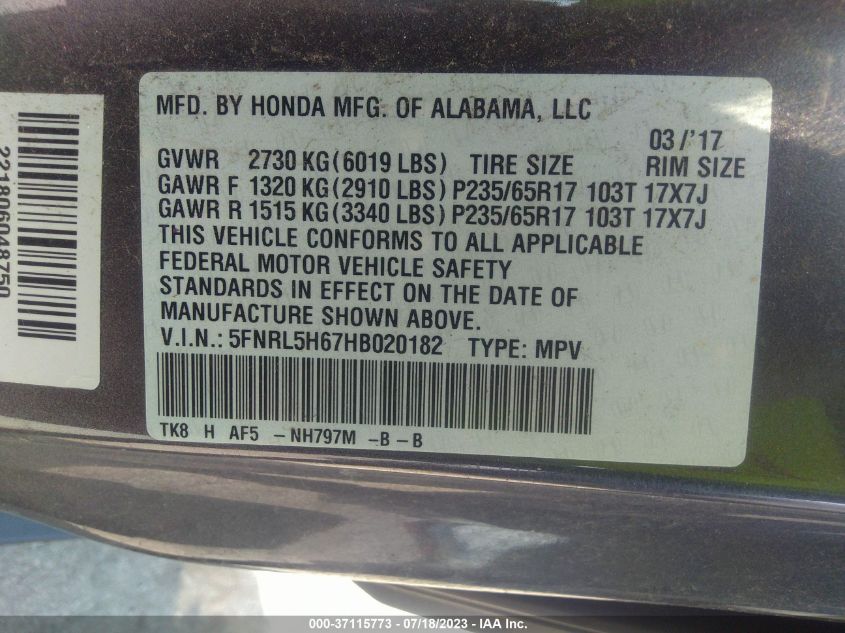 MFD. BY HONDA MFG. OF ALABAMA, LLC
03/'17
GVWR 2730 KG(6019 LBS) TIRE SIZE RIM SIZE
GAWR F 1320 KG(2910 LBS) P235/65R17 103T 17X7J
GAWR R 1515 KG(3340 LBS) P235/65R17 103T 17X7J
THIS VEHICLE CONFORMS TO ALL APPLICABLE
FEDERAL MOTOR VEHICLE SAFETY
STANDARDS IN EFFECT ON THE DATE OF
MANUFACTURE SHOWN ABOVE.
V.I.N.: 5FNRL5H67HB020182 TYPE: MPV
TK8 H AF5 -NH797M -B-B
221806048750
000-37115773 - 07/18/2023 - IAA Inc.